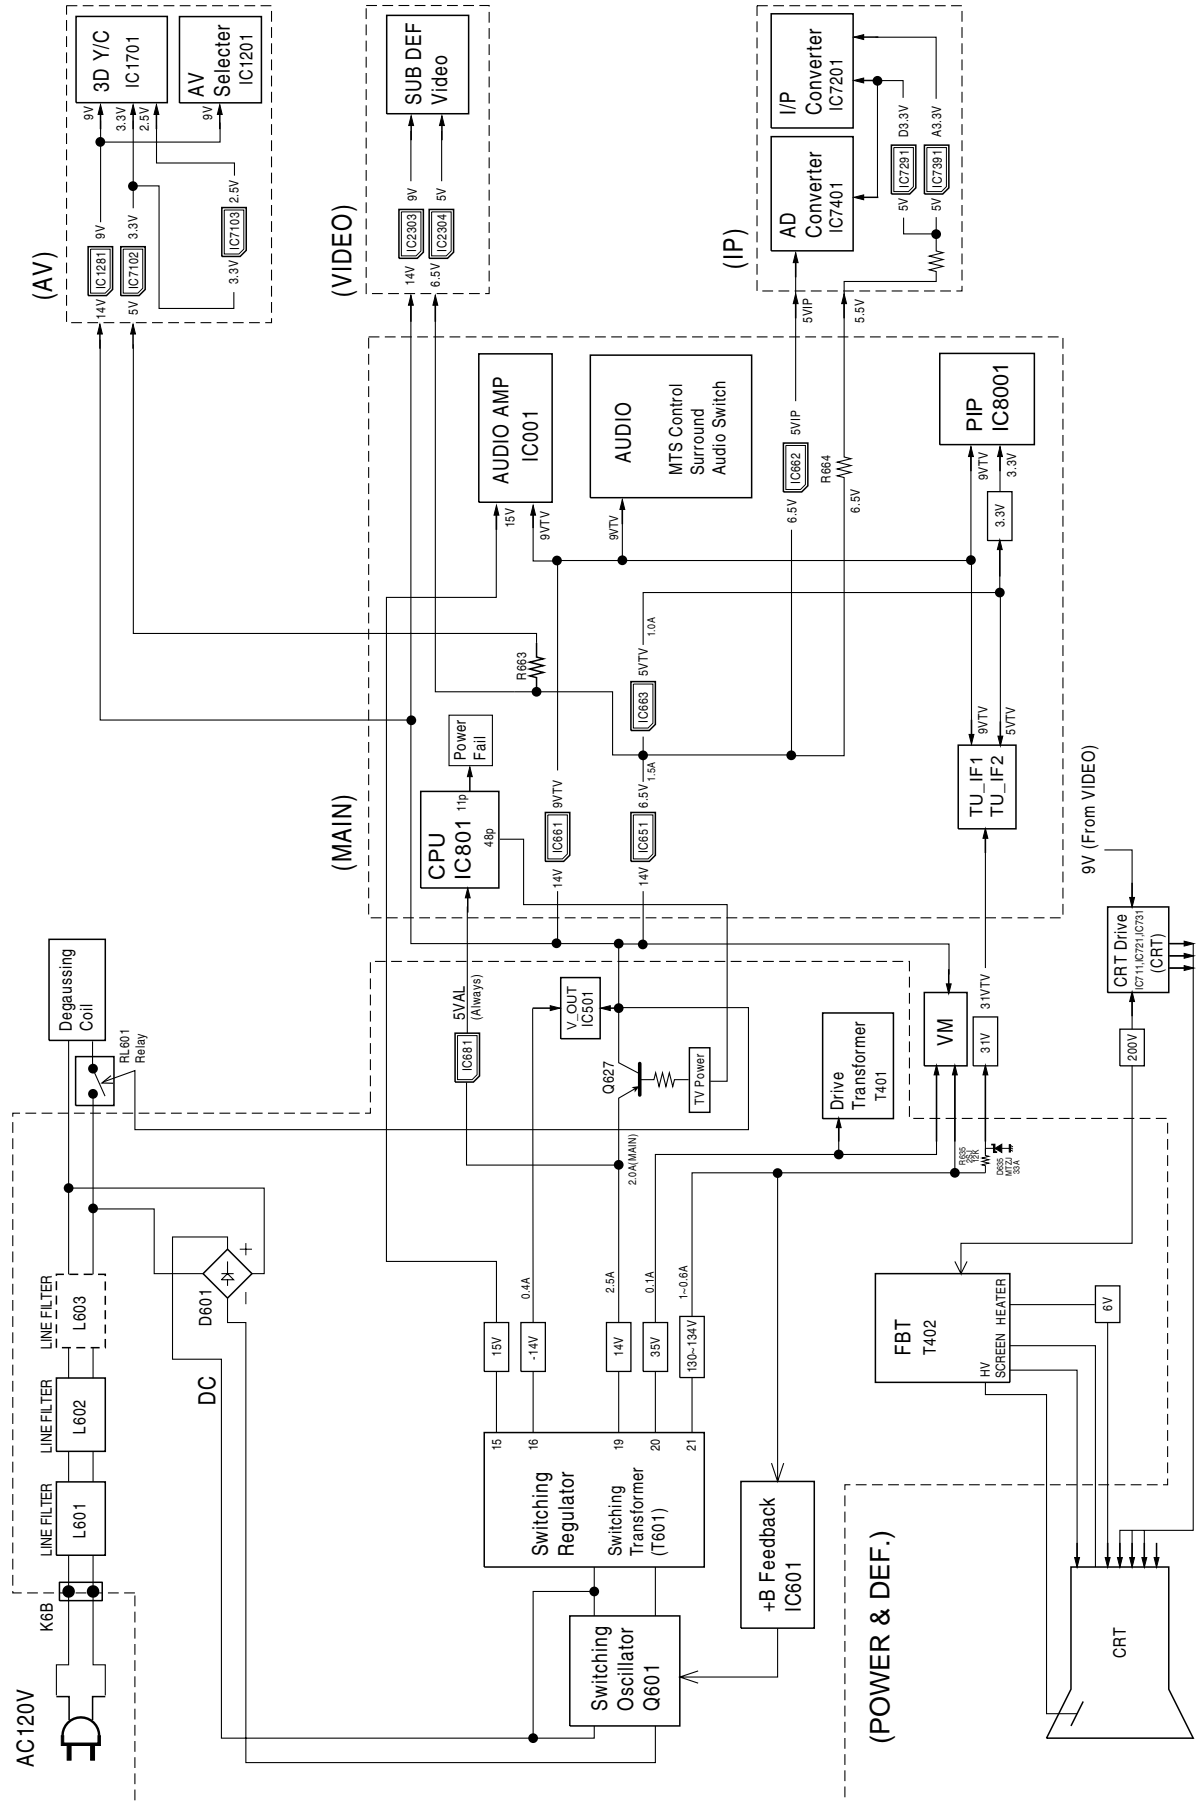 AC120V
K6B
LINE FILTER
L601
LINE FILTER
L602
LINE FILTER
L603
Degaussing
Coil
RL601
Relay
DC
D601
+
−
Switching
Oscillator
Q601
Switching
Regulator
Switching
Transformer
(T601)
15
16
19
20
21
15V
-14V
14V
35V
130~134V
0.4A
2.5A
0.1A
1~0.6A
+B Feedback
IC601
2.0A(MAIN)
Q627
TV Power
V_OUT
IC501
IC681
5VAL
(Always)
Drive
Transformer
T401
VM
R635
12K
D635
MTZJ
33A
31V
31VTV
(POWER & DEF.)
FBT
T402
HV
SCREEN
HEATER
6V
200V
CRT
CRT Drive
IC711,IC721,IC731
(CRT)
9V (From VIDEO)
(MAIN)
CPU
IC801
11p
48p
Power
Fail
14V
IC661
9VTV
14V
IC651
6.5V
1.5A
IC663
5VTV
1.0A
R663
AUDIO AMP
IC001
15V
9VTV
AUDIO
MTS Control
Surround
Audio Switch
9VTV
6.5V
IC662
5VIP
6.5V
R664
PIP
IC8001
9VTV
3.3V
3.3V
TU_IF1
TU_IF2
9VTV
5VTV
(AV)
3D Y/C
IC1701
AV
Selecter
IC1201
9V
3.3V
2.5V
9V
14V
IC1281
9V
5V
IC7102
3.3V
3.3V
IC7103
2.5V
(VIDEO)
SUB DEF
Video
14V
IC2303
9V
6.5V
IC2304
5V
(IP)
AD
Converter
IC7401
I/P
Converter
IC7201
5V
IC7291
D3.3V
5V
IC7391
A3.3V
5VIP
5.5V